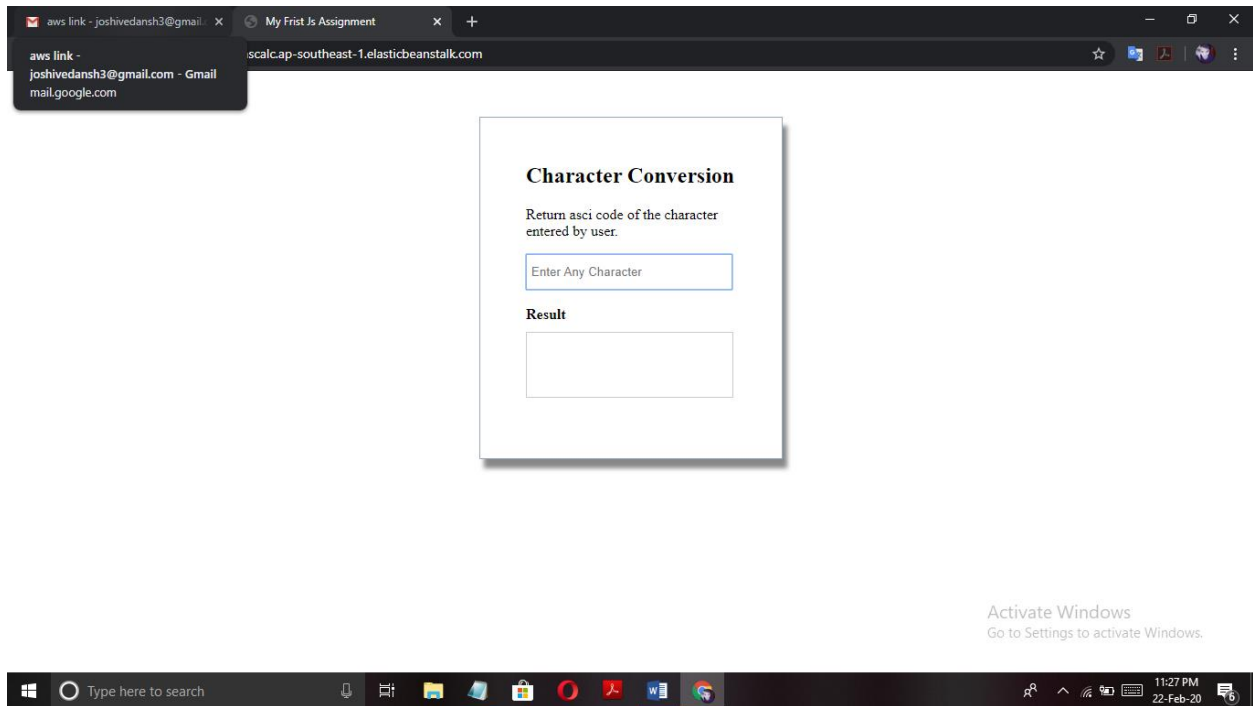 aws link - joshivedansh3@gmail.c
My Frist Js Assignment
aws link -
joshivedansh3@gmail.com - Gmail
mail.google.com
scalc.ap-southeast-1.elasticbeanstalk.com
Character Conversion
Return asci code of the character
entered by user.
Enter Any Character
Result
Activate Windows
Go to Settings to activate Windows.
Type here to search
11:27 PM
22-Feb-20
6